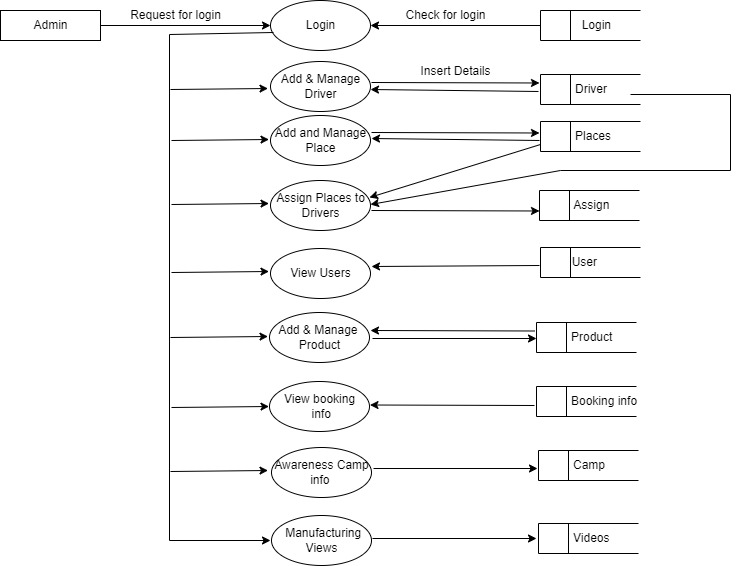 Admin
Request for login
Login
Check for login
Login
Add & Manage
Driver
Insert Details
Driver
Add and Manage
Place
Places
Assign Places to
Drivers
Assign
View Users
User
Add & Manage
Product
Product
View booking
info
Booking info
Awareness Camp
info
Camp
Manufacturing
Views
Videos